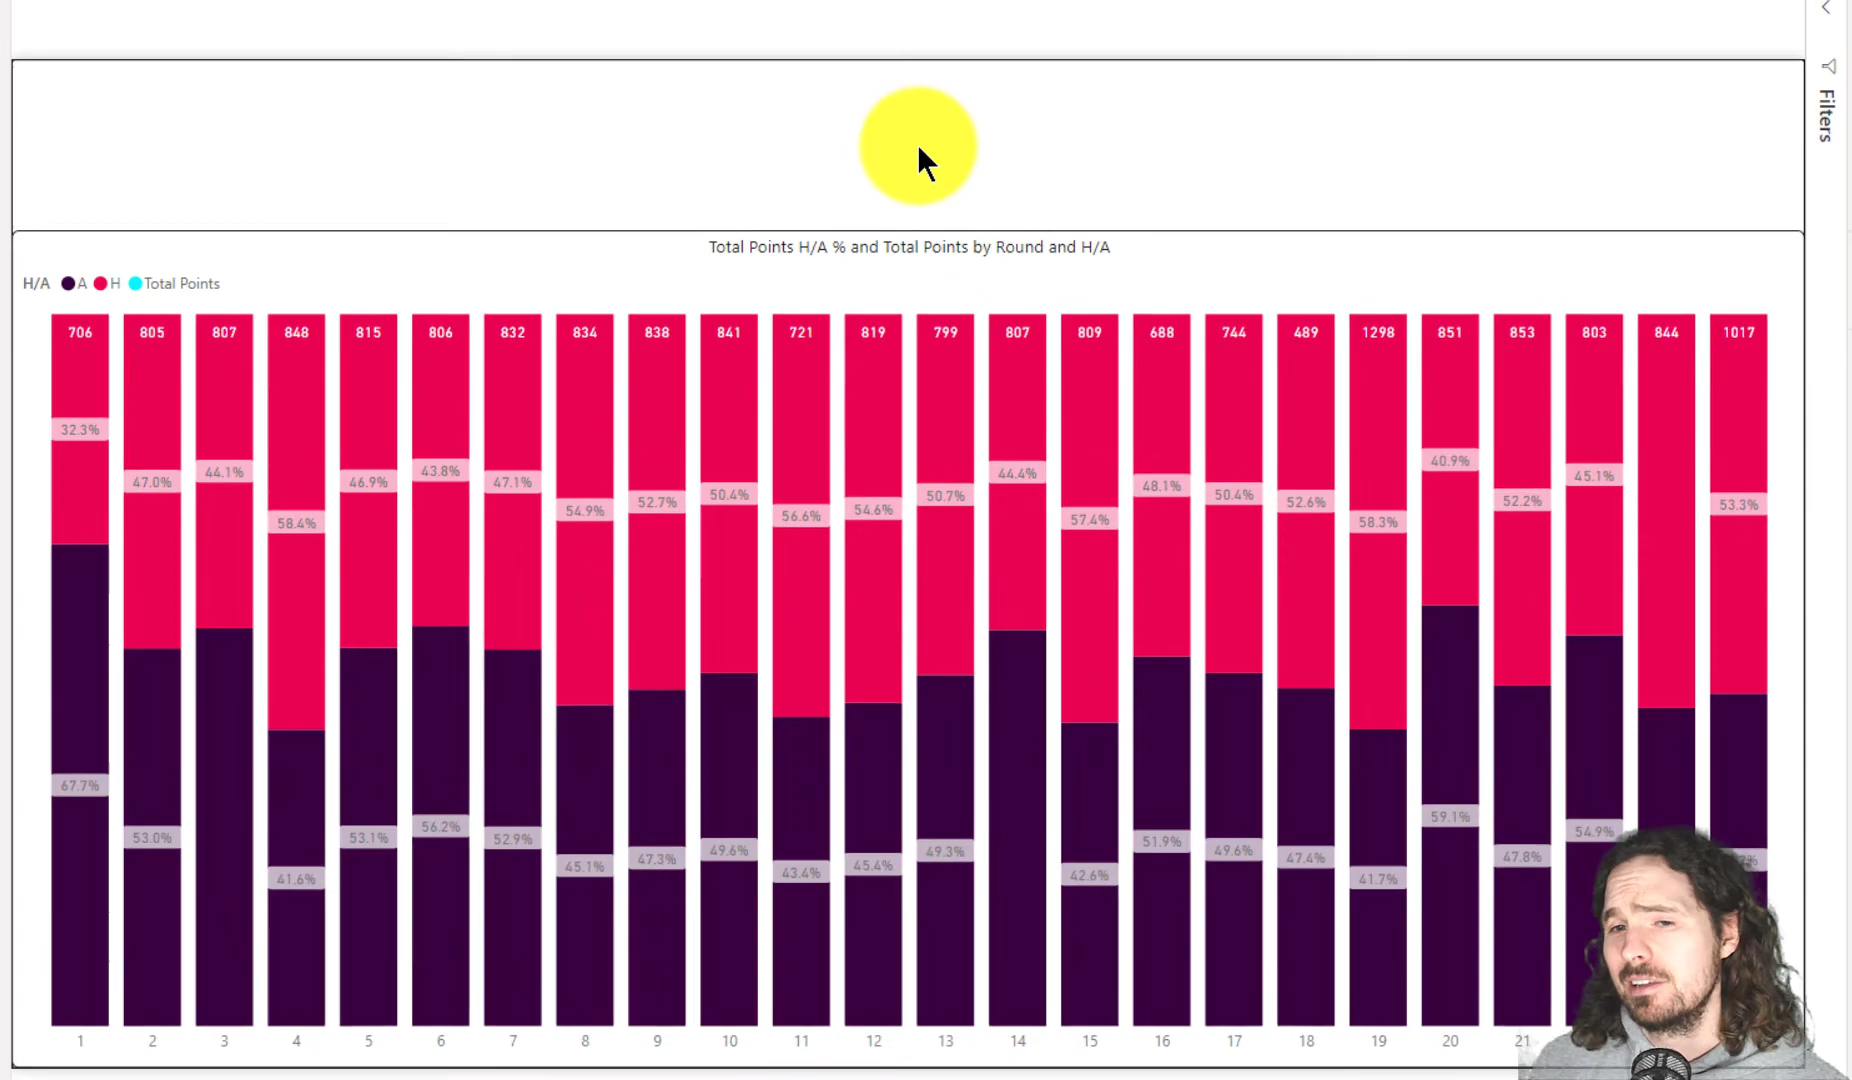 Filters
Total Points H/A % and Total Points by Round and H/A
H/A A H Total Points
706 805 807 848 815 806 832 834 838 841 721 819 799 807 809 688 744 489 1298 851 853 803 844 1017
32.3% 47.0% 44.1% 58.4% 46.9% 43.8% 47.1% 54.9% 52.7% 50.4% 56.6% 54.6% 50.7% 44.4% 57.4% 48.1% 50.4% 52.6% 58.3% 40.9% 52.2% 45.1% 53.3%
67.7% 53.0% 41.6% 53.1% 56.2% 52.9% 45.1% 47.3% 49.6% 43.4% 45.4% 49.3% 42.6% 51.9% 49.6% 47.4% 41.7% 59.1% 47.8% 54.9%
1 2 3 4 5 6 7 8 9 10 11 12 13 14 15 16 17 18 19 20 21